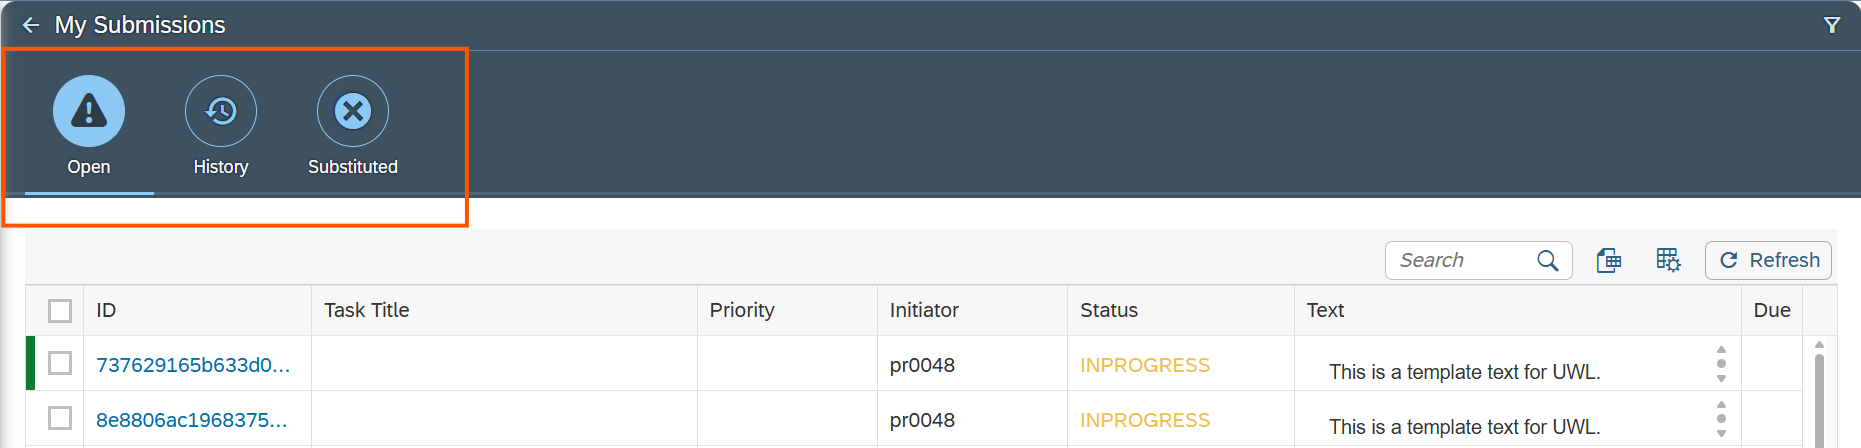 My Submissions
Open History Substituted
Search Refresh
ID Task Title Priority Initiator Status Text Due
737629165b633d0... pr0048 INPROGRESS This is a template text for UWL.
8e8806ac1968375... pr0048 INPROGRESS This is a template text for UWL.